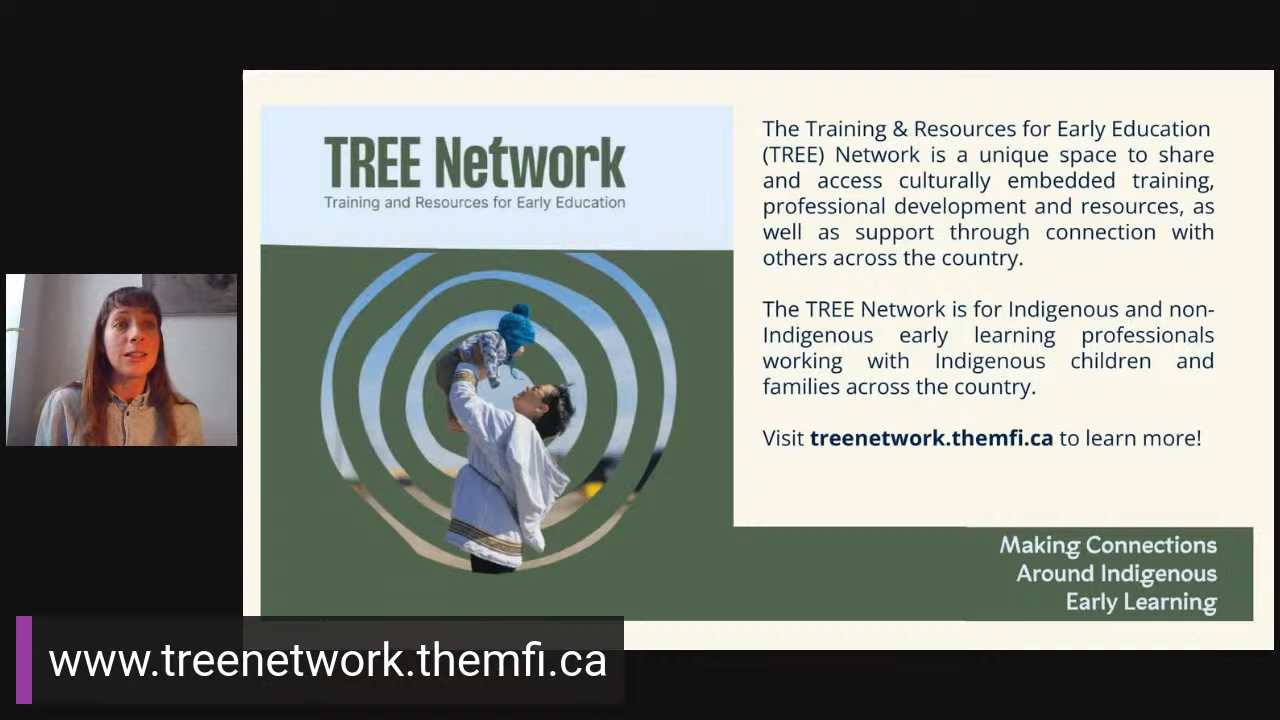 TREE Network
Training and Resources for Early Education
The Training & Resources for Early Education
(TREE) Network is a unique space to share
and access culturally embedded training,
professional development and resources, as
well as support through connection with
others across the country.
The TREE Network is for Indigenous and non-
Indigenous early learning professionals
working with Indigenous children and
families across the country.
Visit treenetwork.themfi.ca to learn more!
Making Connections
Around Indigenous
Early Learning
www.treenetwork.themfi.ca